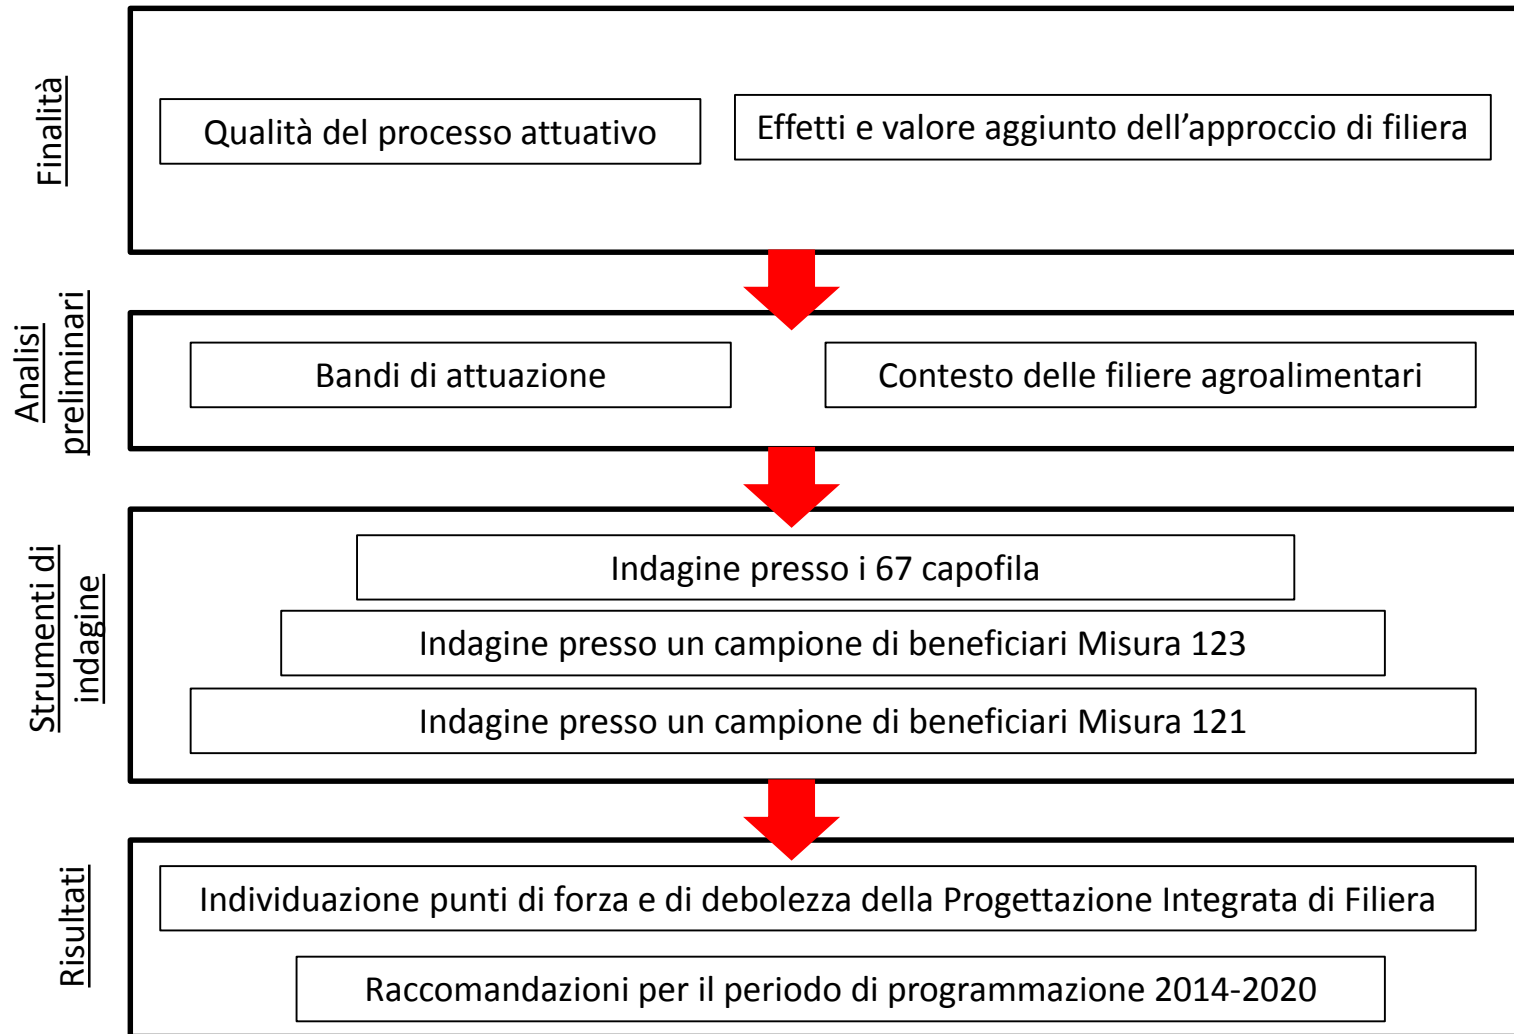 Finalità
Qualità del processo attuativo
Effetti e valore aggiunto dell’approccio di filiera
Analisi
preliminari
Bandi di attuazione
Contesto delle filiere agroalimentari
Strumenti di
indagine
Indagine presso i 67 capofila
Indagine presso un campione di beneficiari Misura 123
Indagine presso un campione di beneficiari Misura 121
Risultati
Individuazione punti di forza e di debolezza della Progettazione Integrata di Filiera
Raccomandazioni per il periodo di programmazione 2014-2020